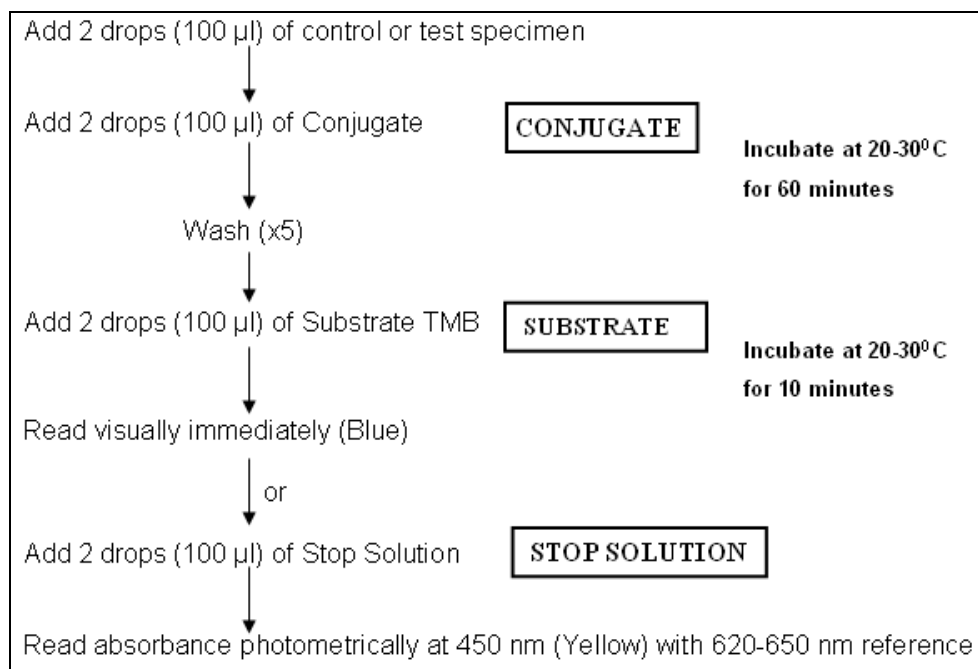 Add 2 drops (100 µl) of control or test specimen
Add 2 drops (100 µl) of Conjugate
CONJUGATE
Incubate at 20-30⁰ C
for 60 minutes
Wash (x5)
Add 2 drops (100 µl) of Substrate TMB
SUBSTRATE
Incubate at 20-30⁰ C
for 10 minutes
Read visually immediately (Blue)
or
Add 2 drops (100 µl) of Stop Solution
STOP SOLUTION
Read absorbance photometrically at 450 nm (Yellow) with 620-650 nm reference